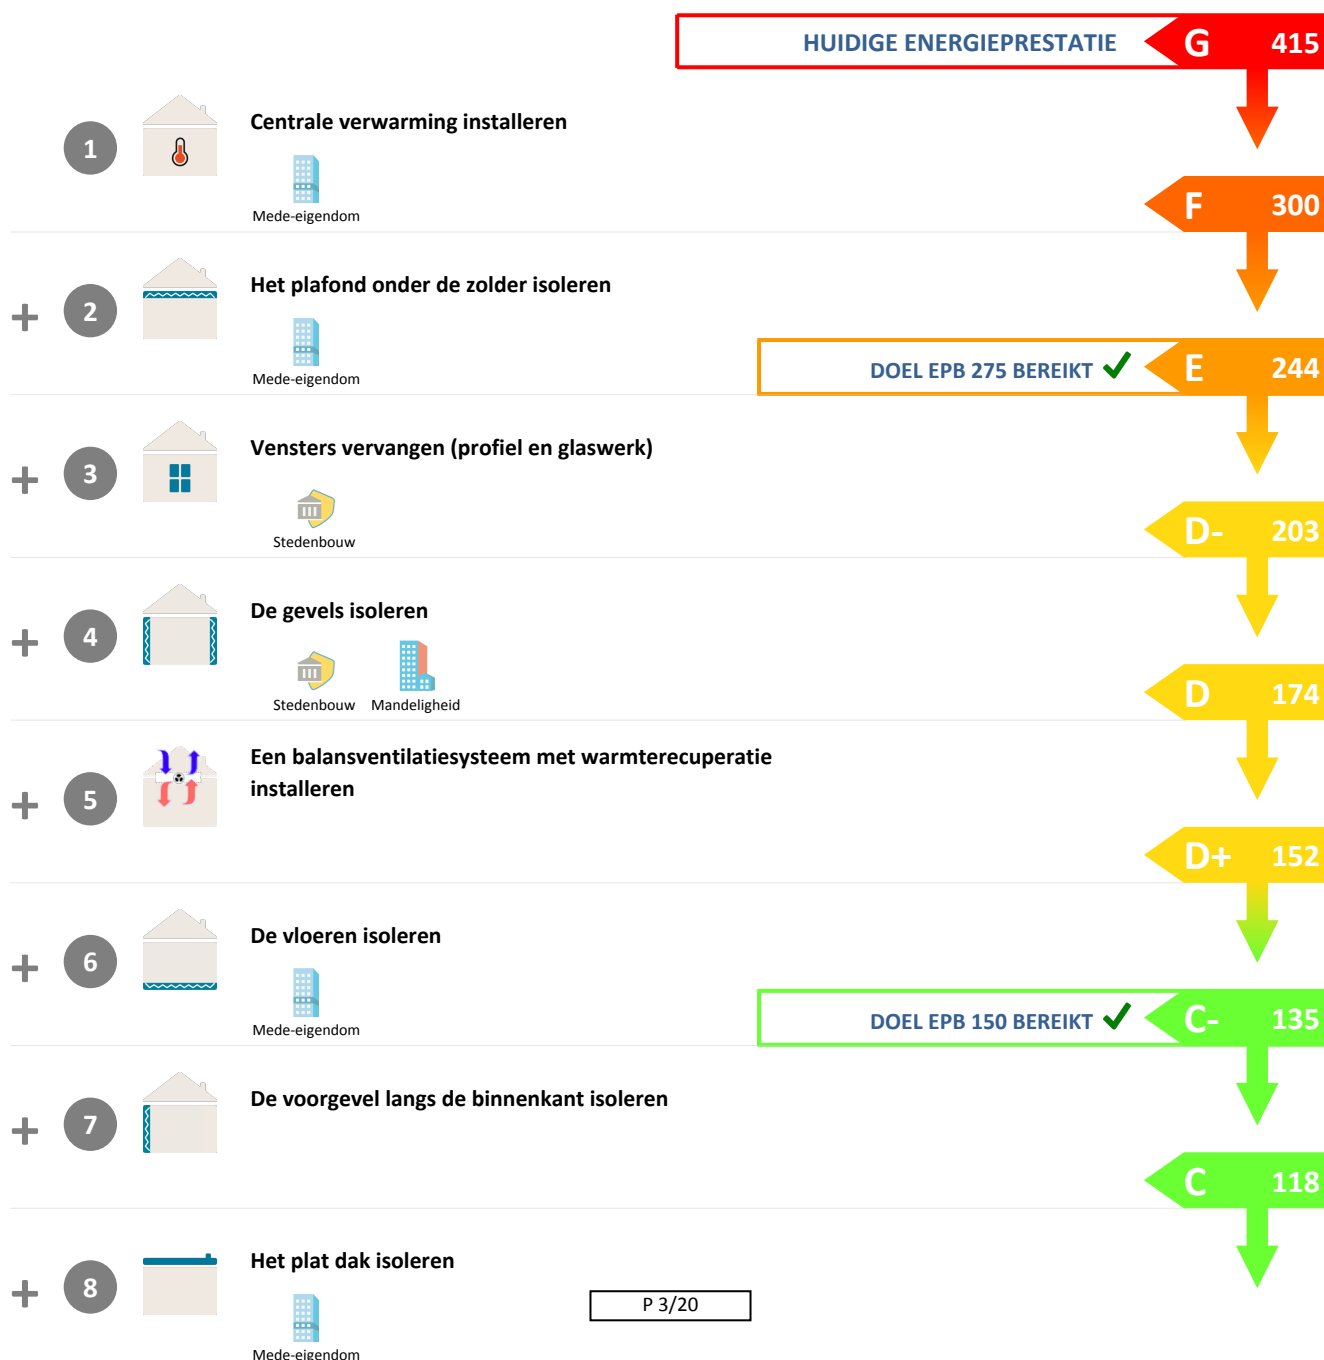 HUIDIGE ENERGIEPRESTATIE G 415
1 Centrale verwarming installeren
Mede-eigendom
F 300
+ 2 Het plafond onder de zolder isoleren
Mede-eigendom
DOEL EPB 275 BEREIKT E 244
+ 3 Vensters vervangen (profiel en glaswerk)
Stedenbouw
D- 203
+ 4 De gevels isoleren
Stedenbouw Mandeligheid
D 174
+ 5 Een balansventilatiesysteem met warmterecuperatie
installeren
D+ 152
+ 6 De vloeren isoleren
Mede-eigendom
DOEL EPB 150 BEREIKT C- 135
+ 7 De voorgevel langs de binnenkant isoleren
C 118
+ 8 Het plat dak isoleren
Mede-eigendom
P 3/20